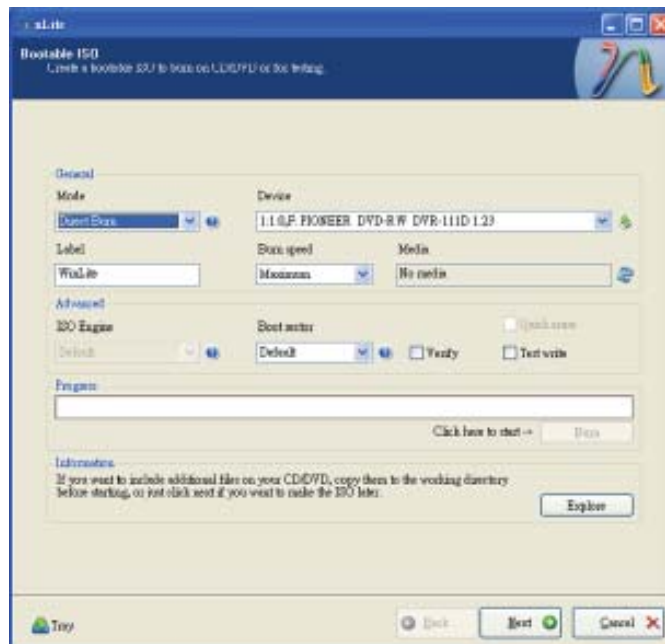 nLite
Bootable ISO
Create a bootable ISO to burn on CD/DVD or for testing.
General
Mode
Device
Direct Burn
1:1:0,F: PIONEER DVD-RW DVR-111D 1.23
Label
Burn speed
Media
WinLite
Maximum
No media
Advanced
ISO Engine
Boot sector
Quick erase
Default
Default
Verify
Test write
Progress
Click here to start→
Burn
Information
If you want to include additional files on your CD/DVD, copy them to the working directory
before starting, or just click next if you want to make the ISO later.
Explore
Tray
Back
Next
Cancel